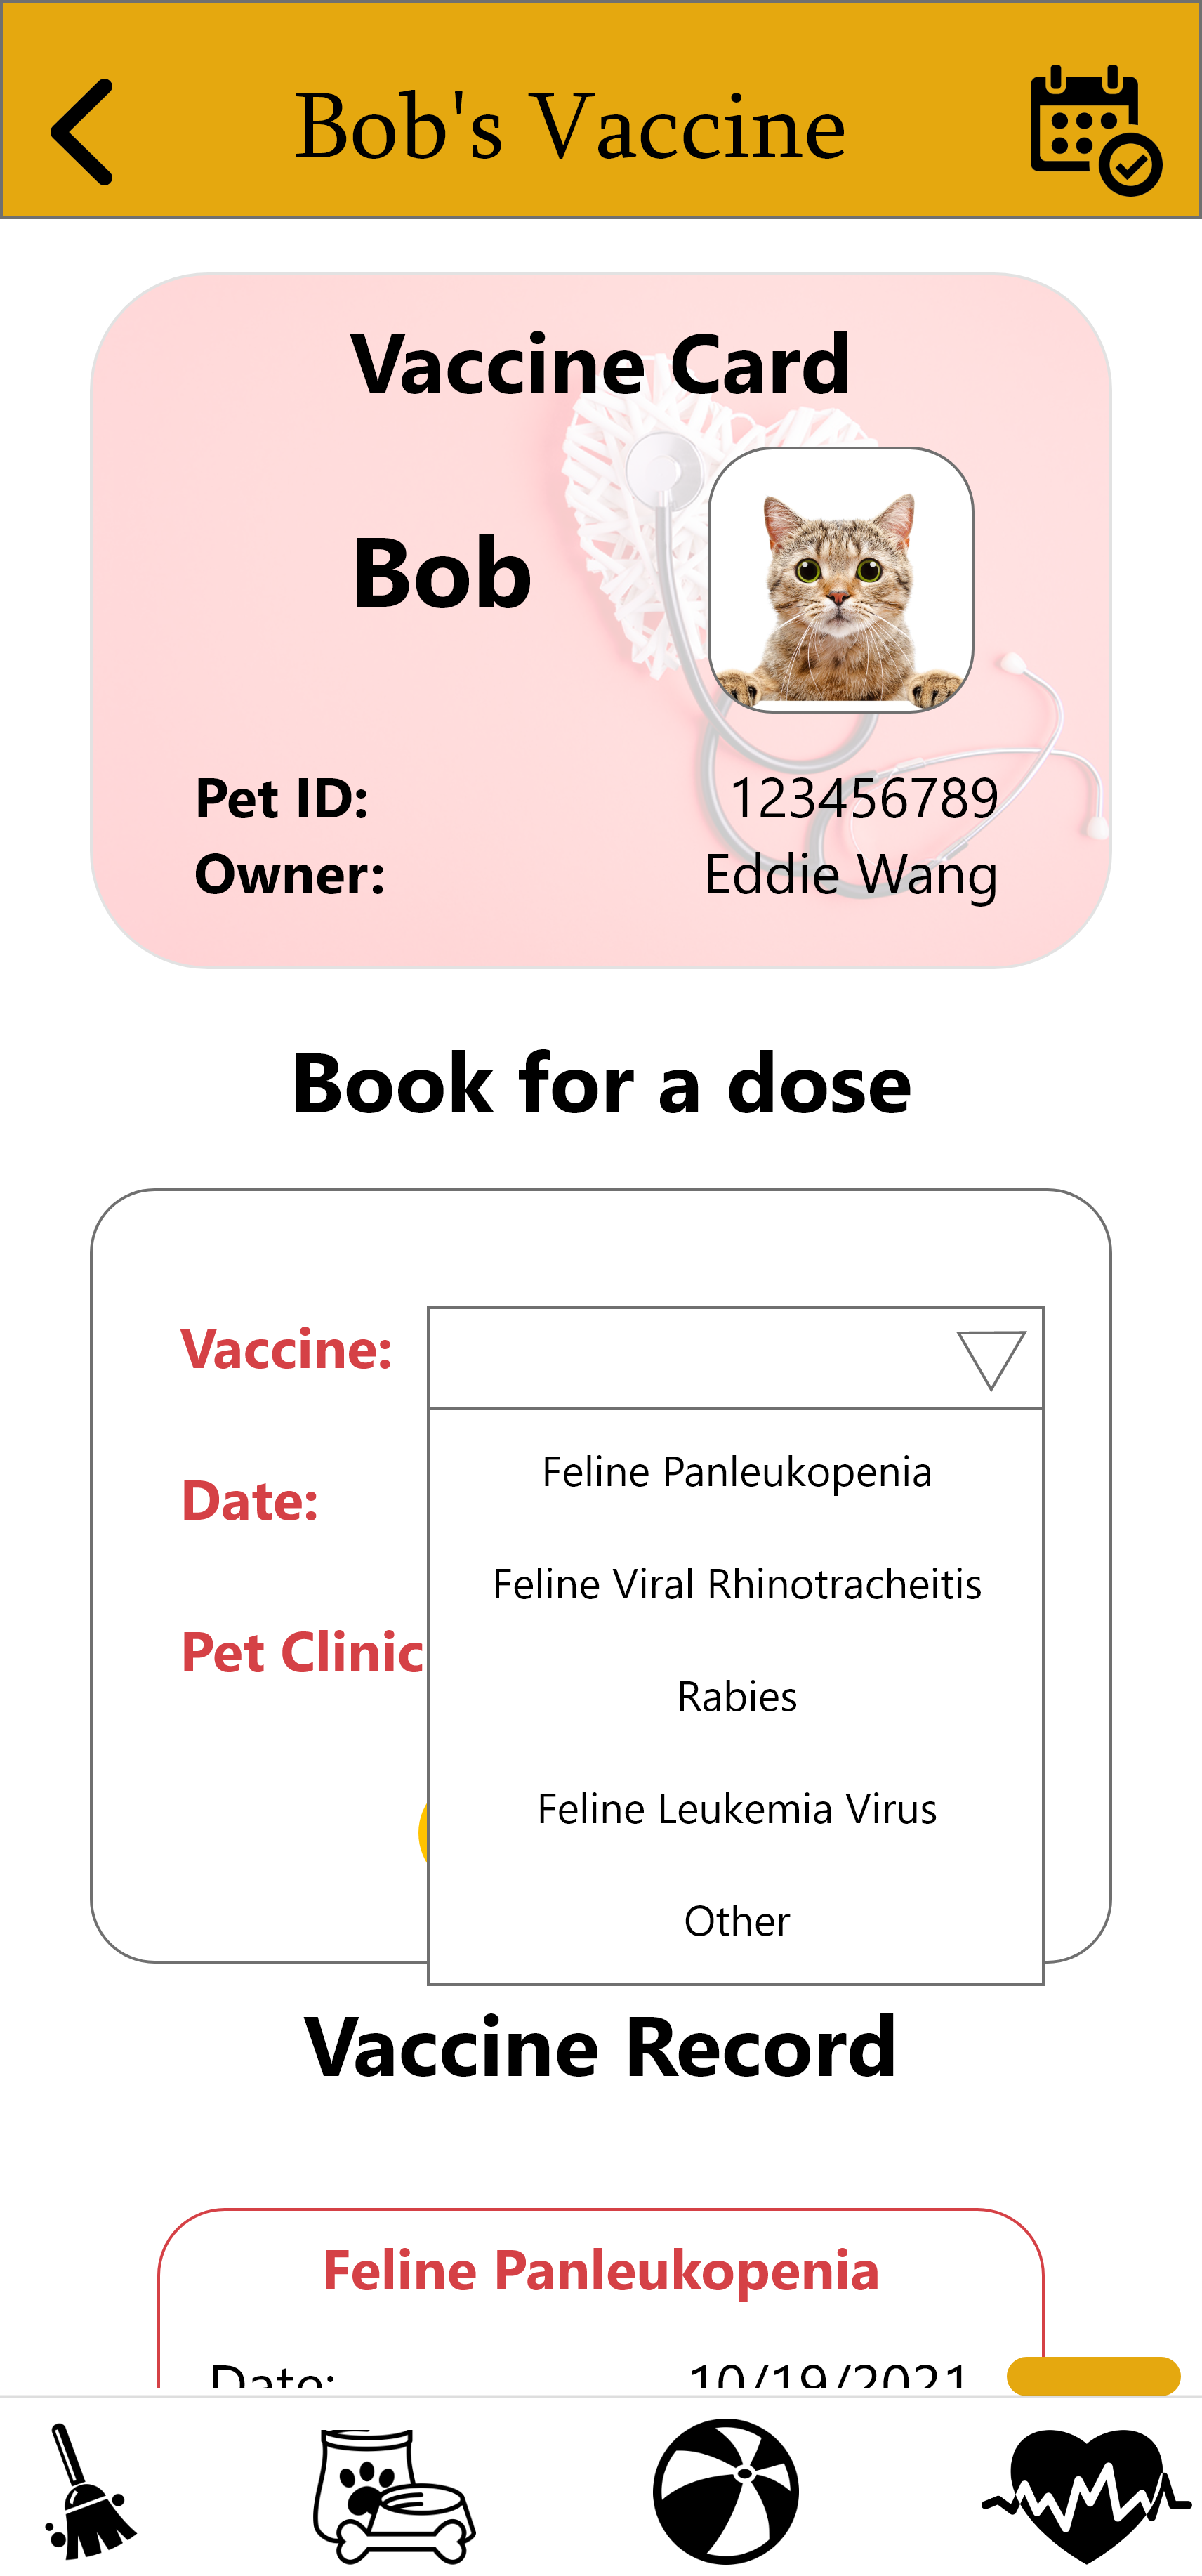 Bob's Vaccine
Vaccine Card
Bob
Pet ID: 123456789
Owner: Eddie Wang
Book for a dose
Vaccine:
Date:
Pet Clinic
Feline Panleukopenia
Feline Viral Rhinotracheitis
Rabies
Feline Leukemia Virus
Other
Vaccine Record
Feline Panleukopenia
Date: 10/19/2021